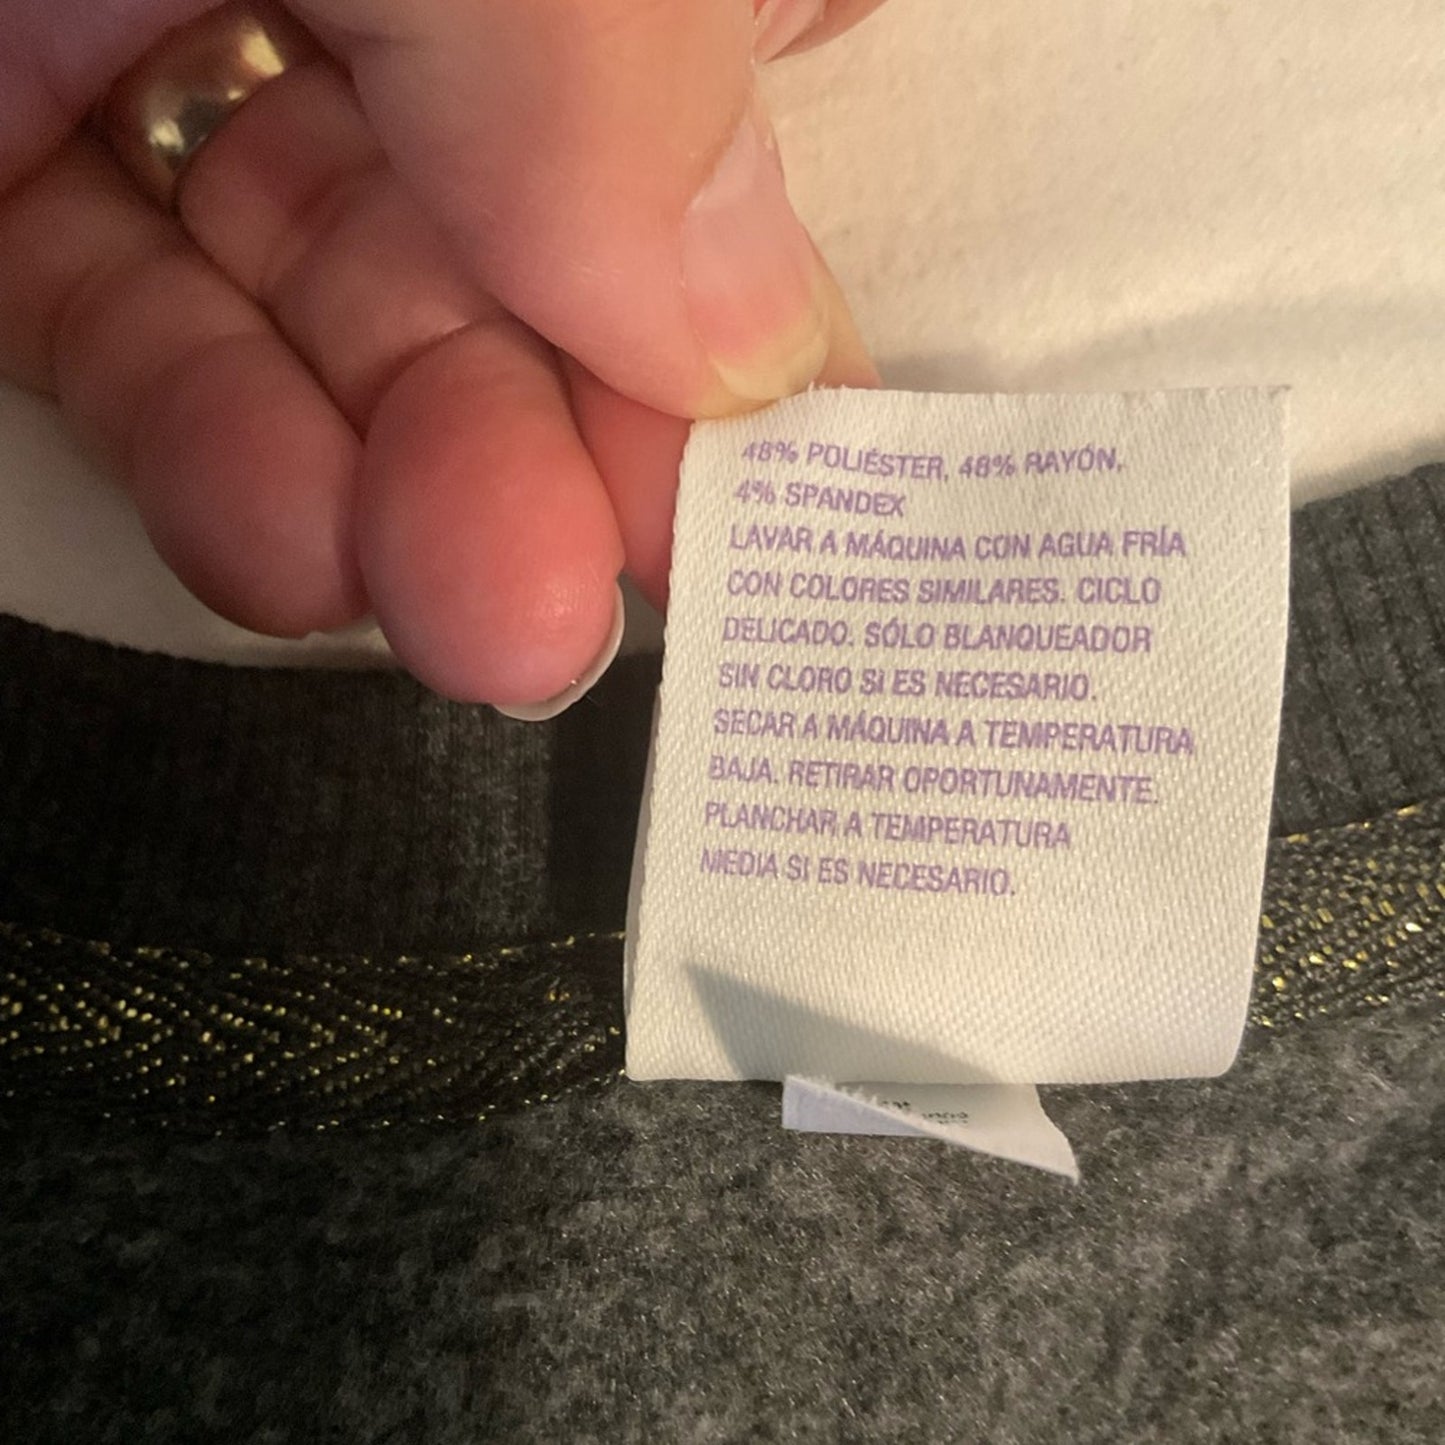 48% POLIÉSTER, 48% RAYÓN,
4% SPANDEX
LAVAR A MÁQUINA CON AGUA FRÍA
CON COLORES SIMILARES. CICLO
DELICADO. SÓLO BLANQUEADOR
SIN CLORO SI ES NECESARIO.
SECAR A MÁQUINA A TEMPERATURA
BAJA. RETIRAR OPORTUNAMENTE.
PLANCHAR A TEMPERATURA
MEDIA SI ES NECESARIO.